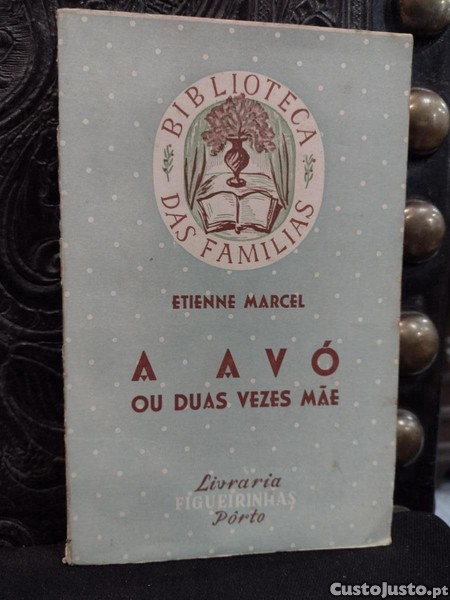 BIBLIOTECA
DAS FAMILIAS
ETIENNE MARCEL
A AVÓ
OU DUAS VEZES MÃE
Livraria
FIGUEIRINHAS
Pôrto
CustoJusto.pt